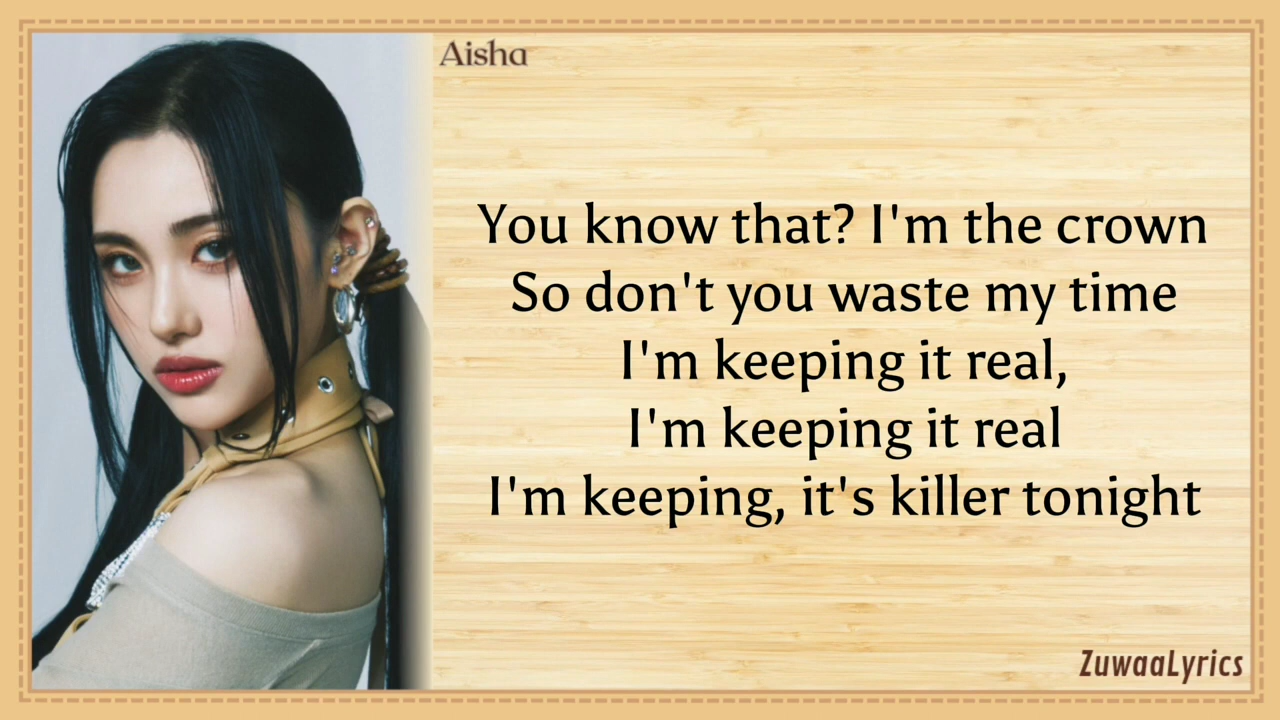 Aisha
You know that? I'm the crown
So don't you waste my time
I'm keeping it real,
I'm keeping it real
I'm keeping, it's killer tonight
ZuwaaLyrics